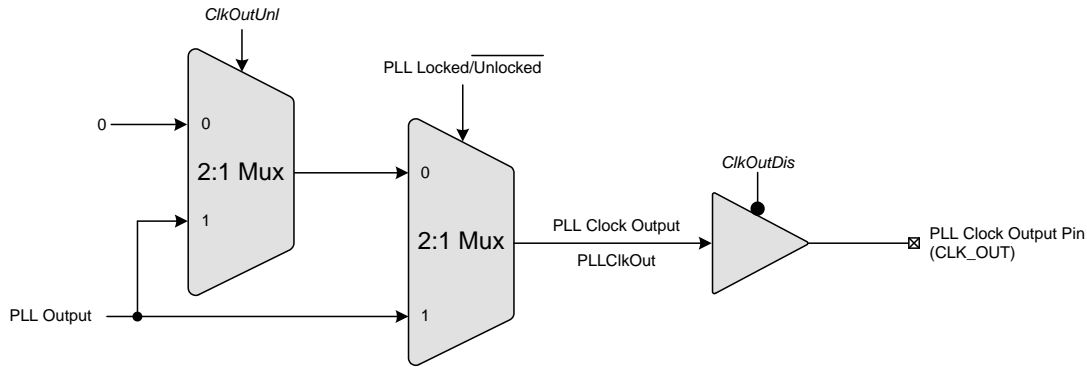 ClkOutUnl
PLL Locked/Unlocked
0
0
2:1 Mux
1
0
2:1 Mux
1
PLL Output
PLL Clock Output
PLLClkOut
ClkOutDis
PLL Clock Output Pin
(CLK_OUT)